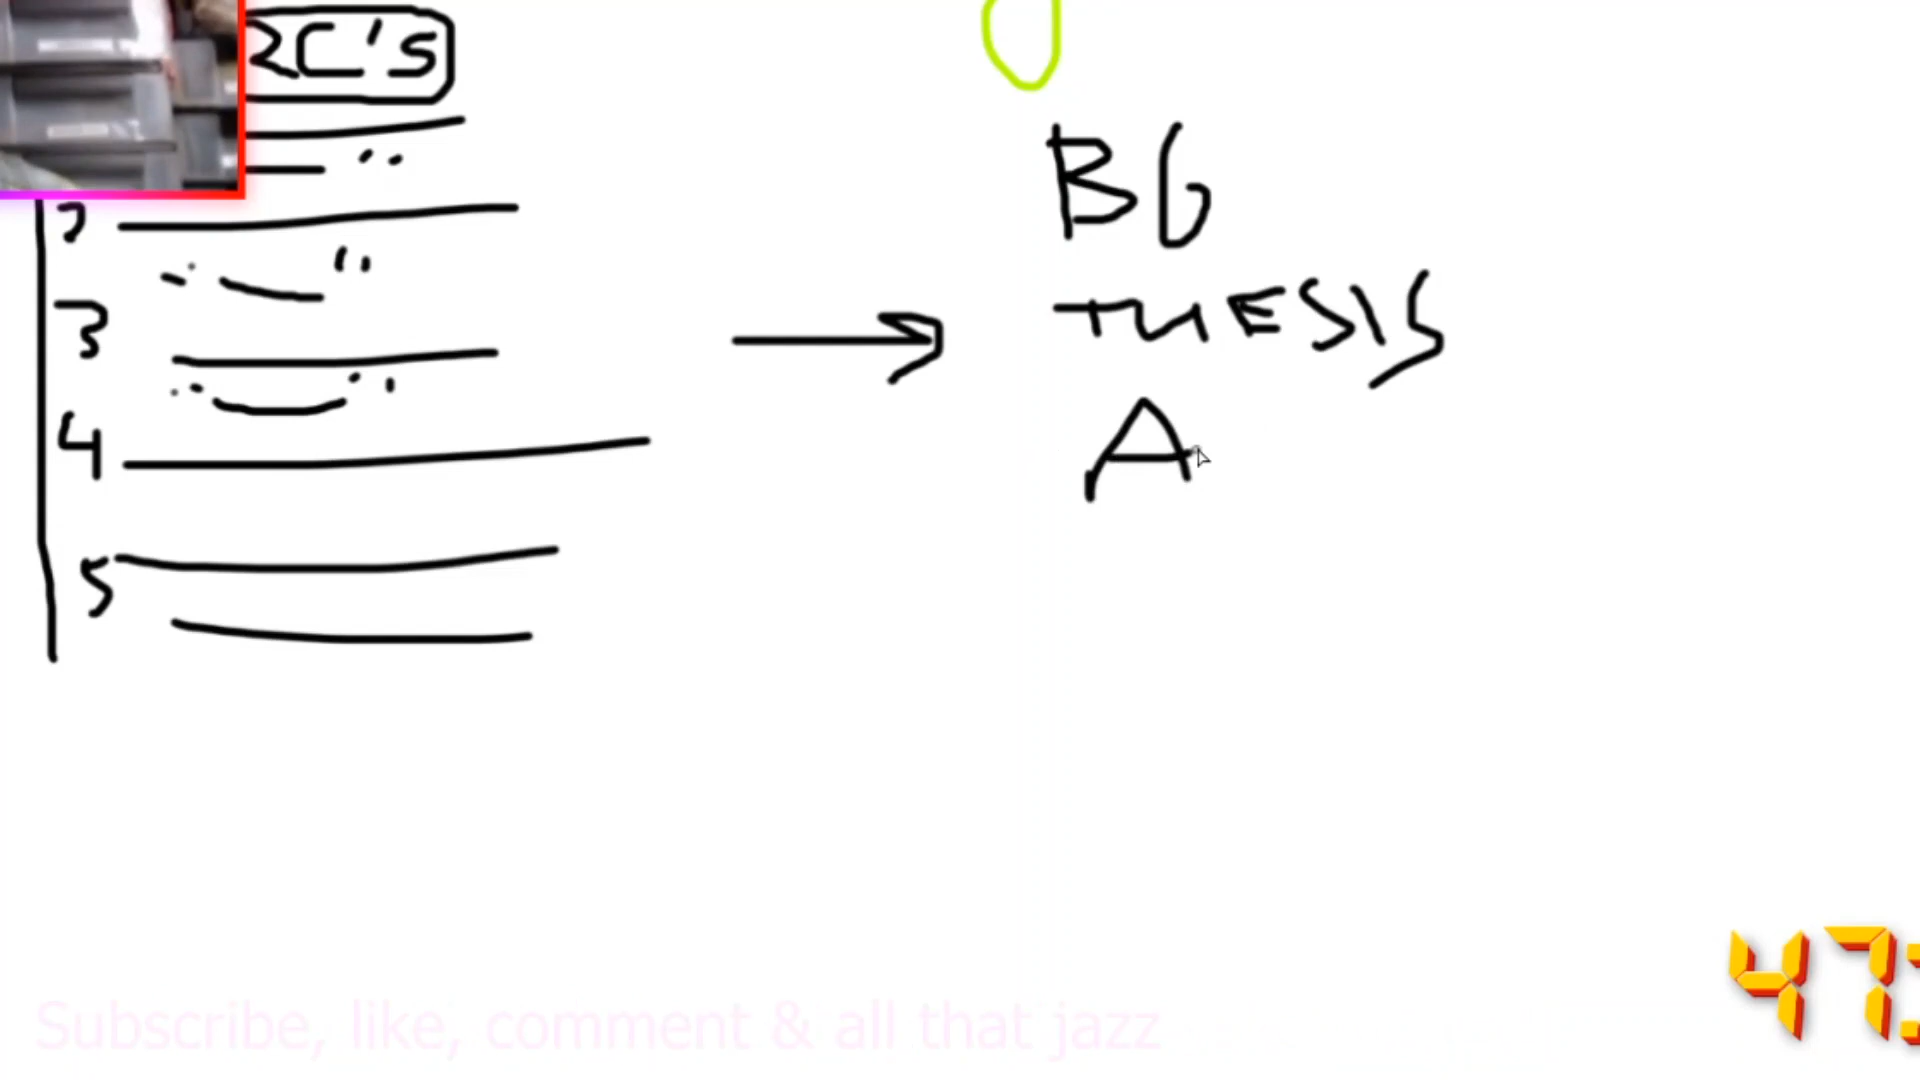 RC's
BG
2
THESIS
3
A
4
5
47:
Subscribe, like, comment & all that jazz